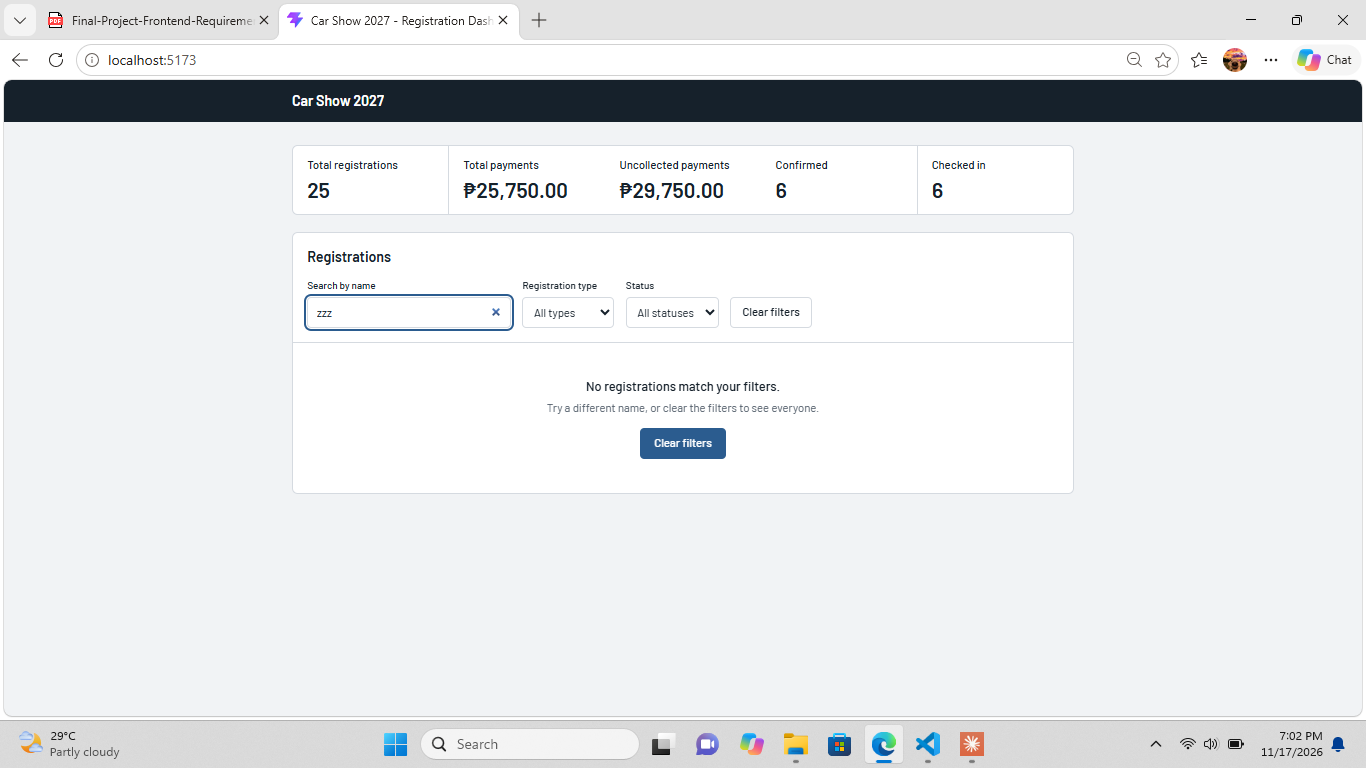 Final-Project-Frontend-Requireme
Car Show 2027 - Registration Dash
localhost:5173
Chat
Car Show 2027
Total registrations
25
Total payments
₱25,750.00
Uncollected payments
₱29,750.00
Confirmed
6
Checked in
6
Registrations
Search by name
zzz
Registration type
All types
Status
All statuses
Clear filters
No registrations match your filters.
Try a different name, or clear the filters to see everyone.
Clear filters
29°C
Partly cloudy
Search
7:02 PM
11/17/2026